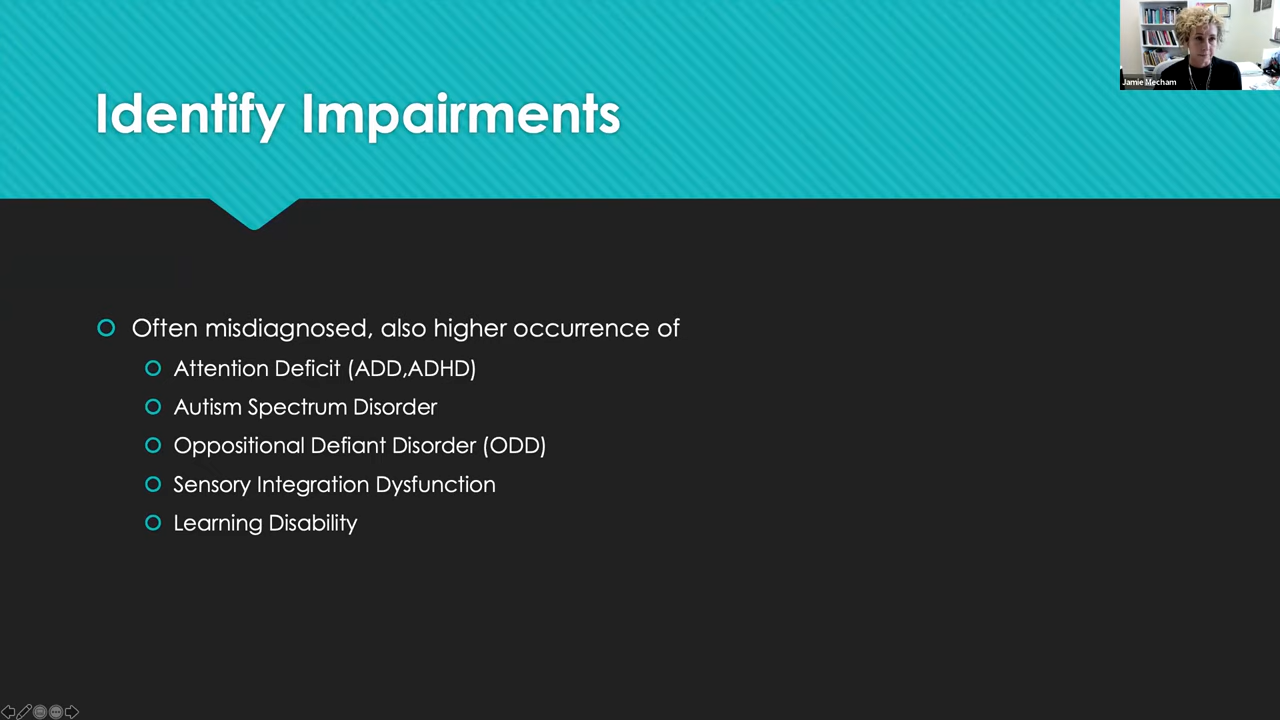 Identify Impairments
Jamie Mecham
Often misdiagnosed, also higher occurrence of
Attention Deficit (ADD,ADHD)
Autism Spectrum Disorder
Oppositional Defiant Disorder (ODD)
Sensory Integration Dysfunction
Learning Disability